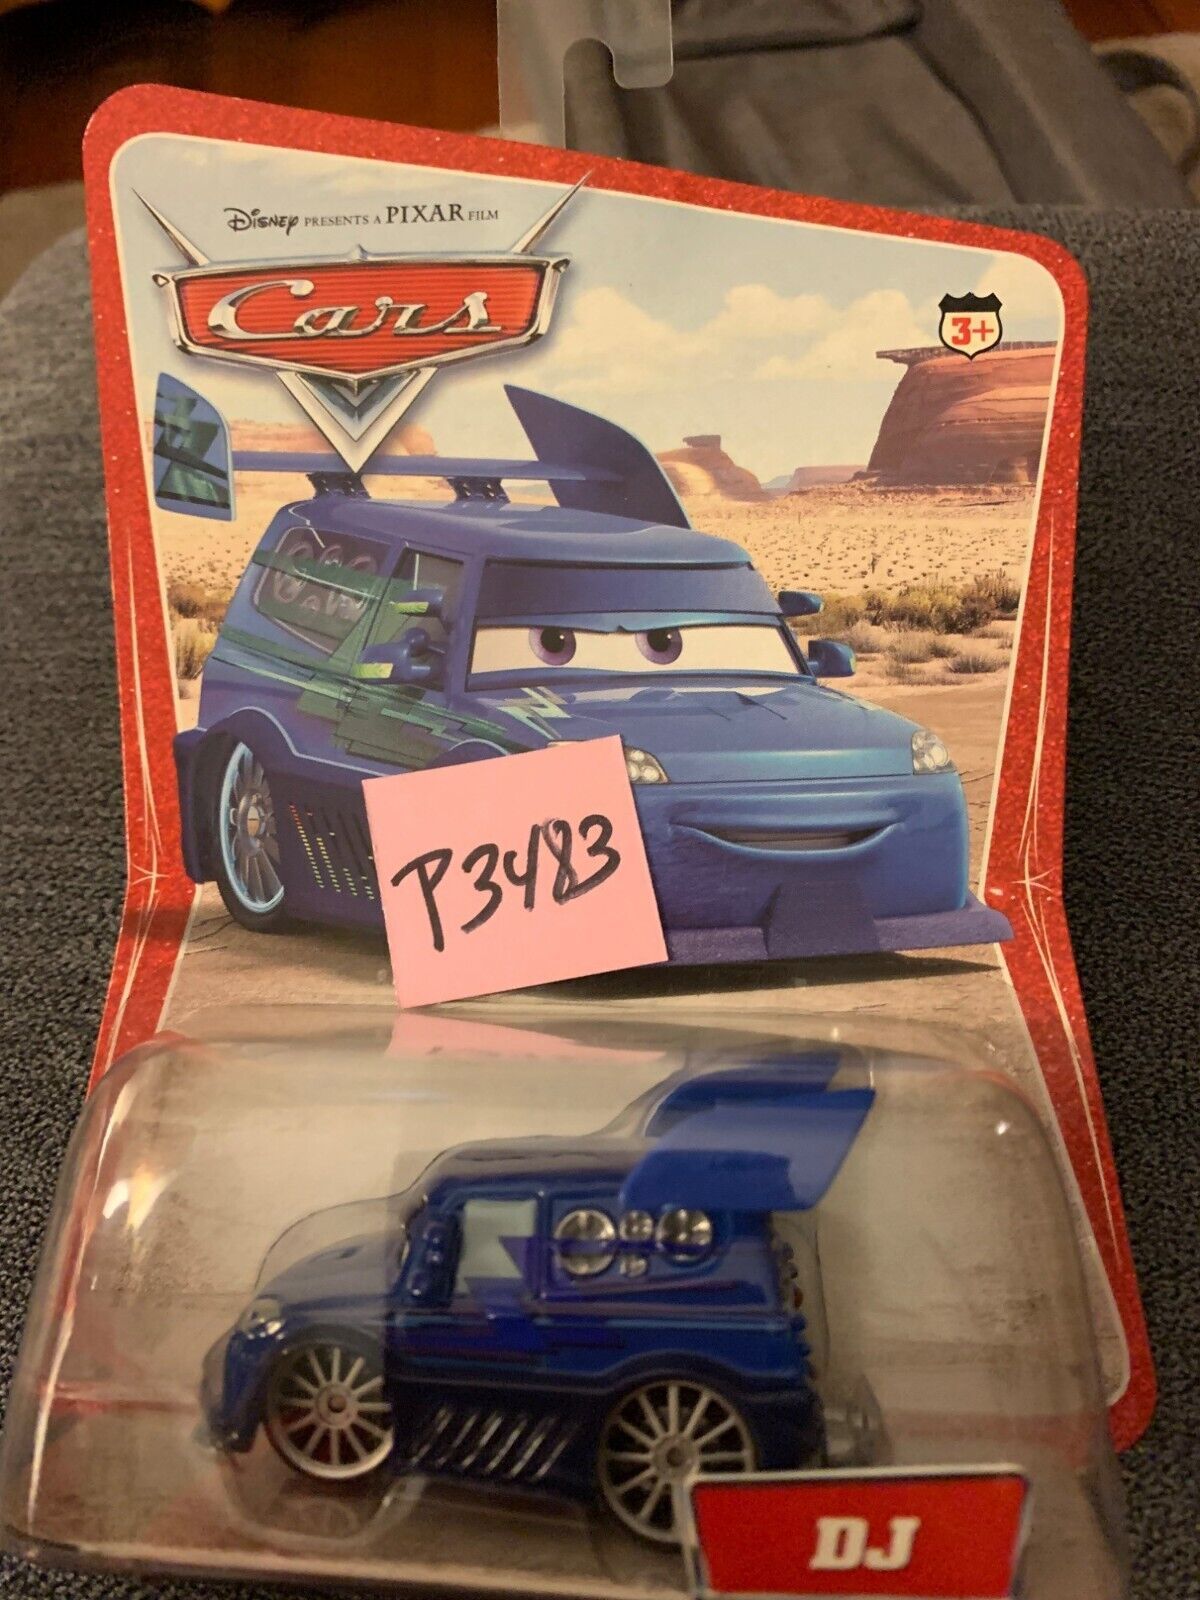 Disney PRESENTS A PIXAR FILM
Cars
3+
P3483
DJ